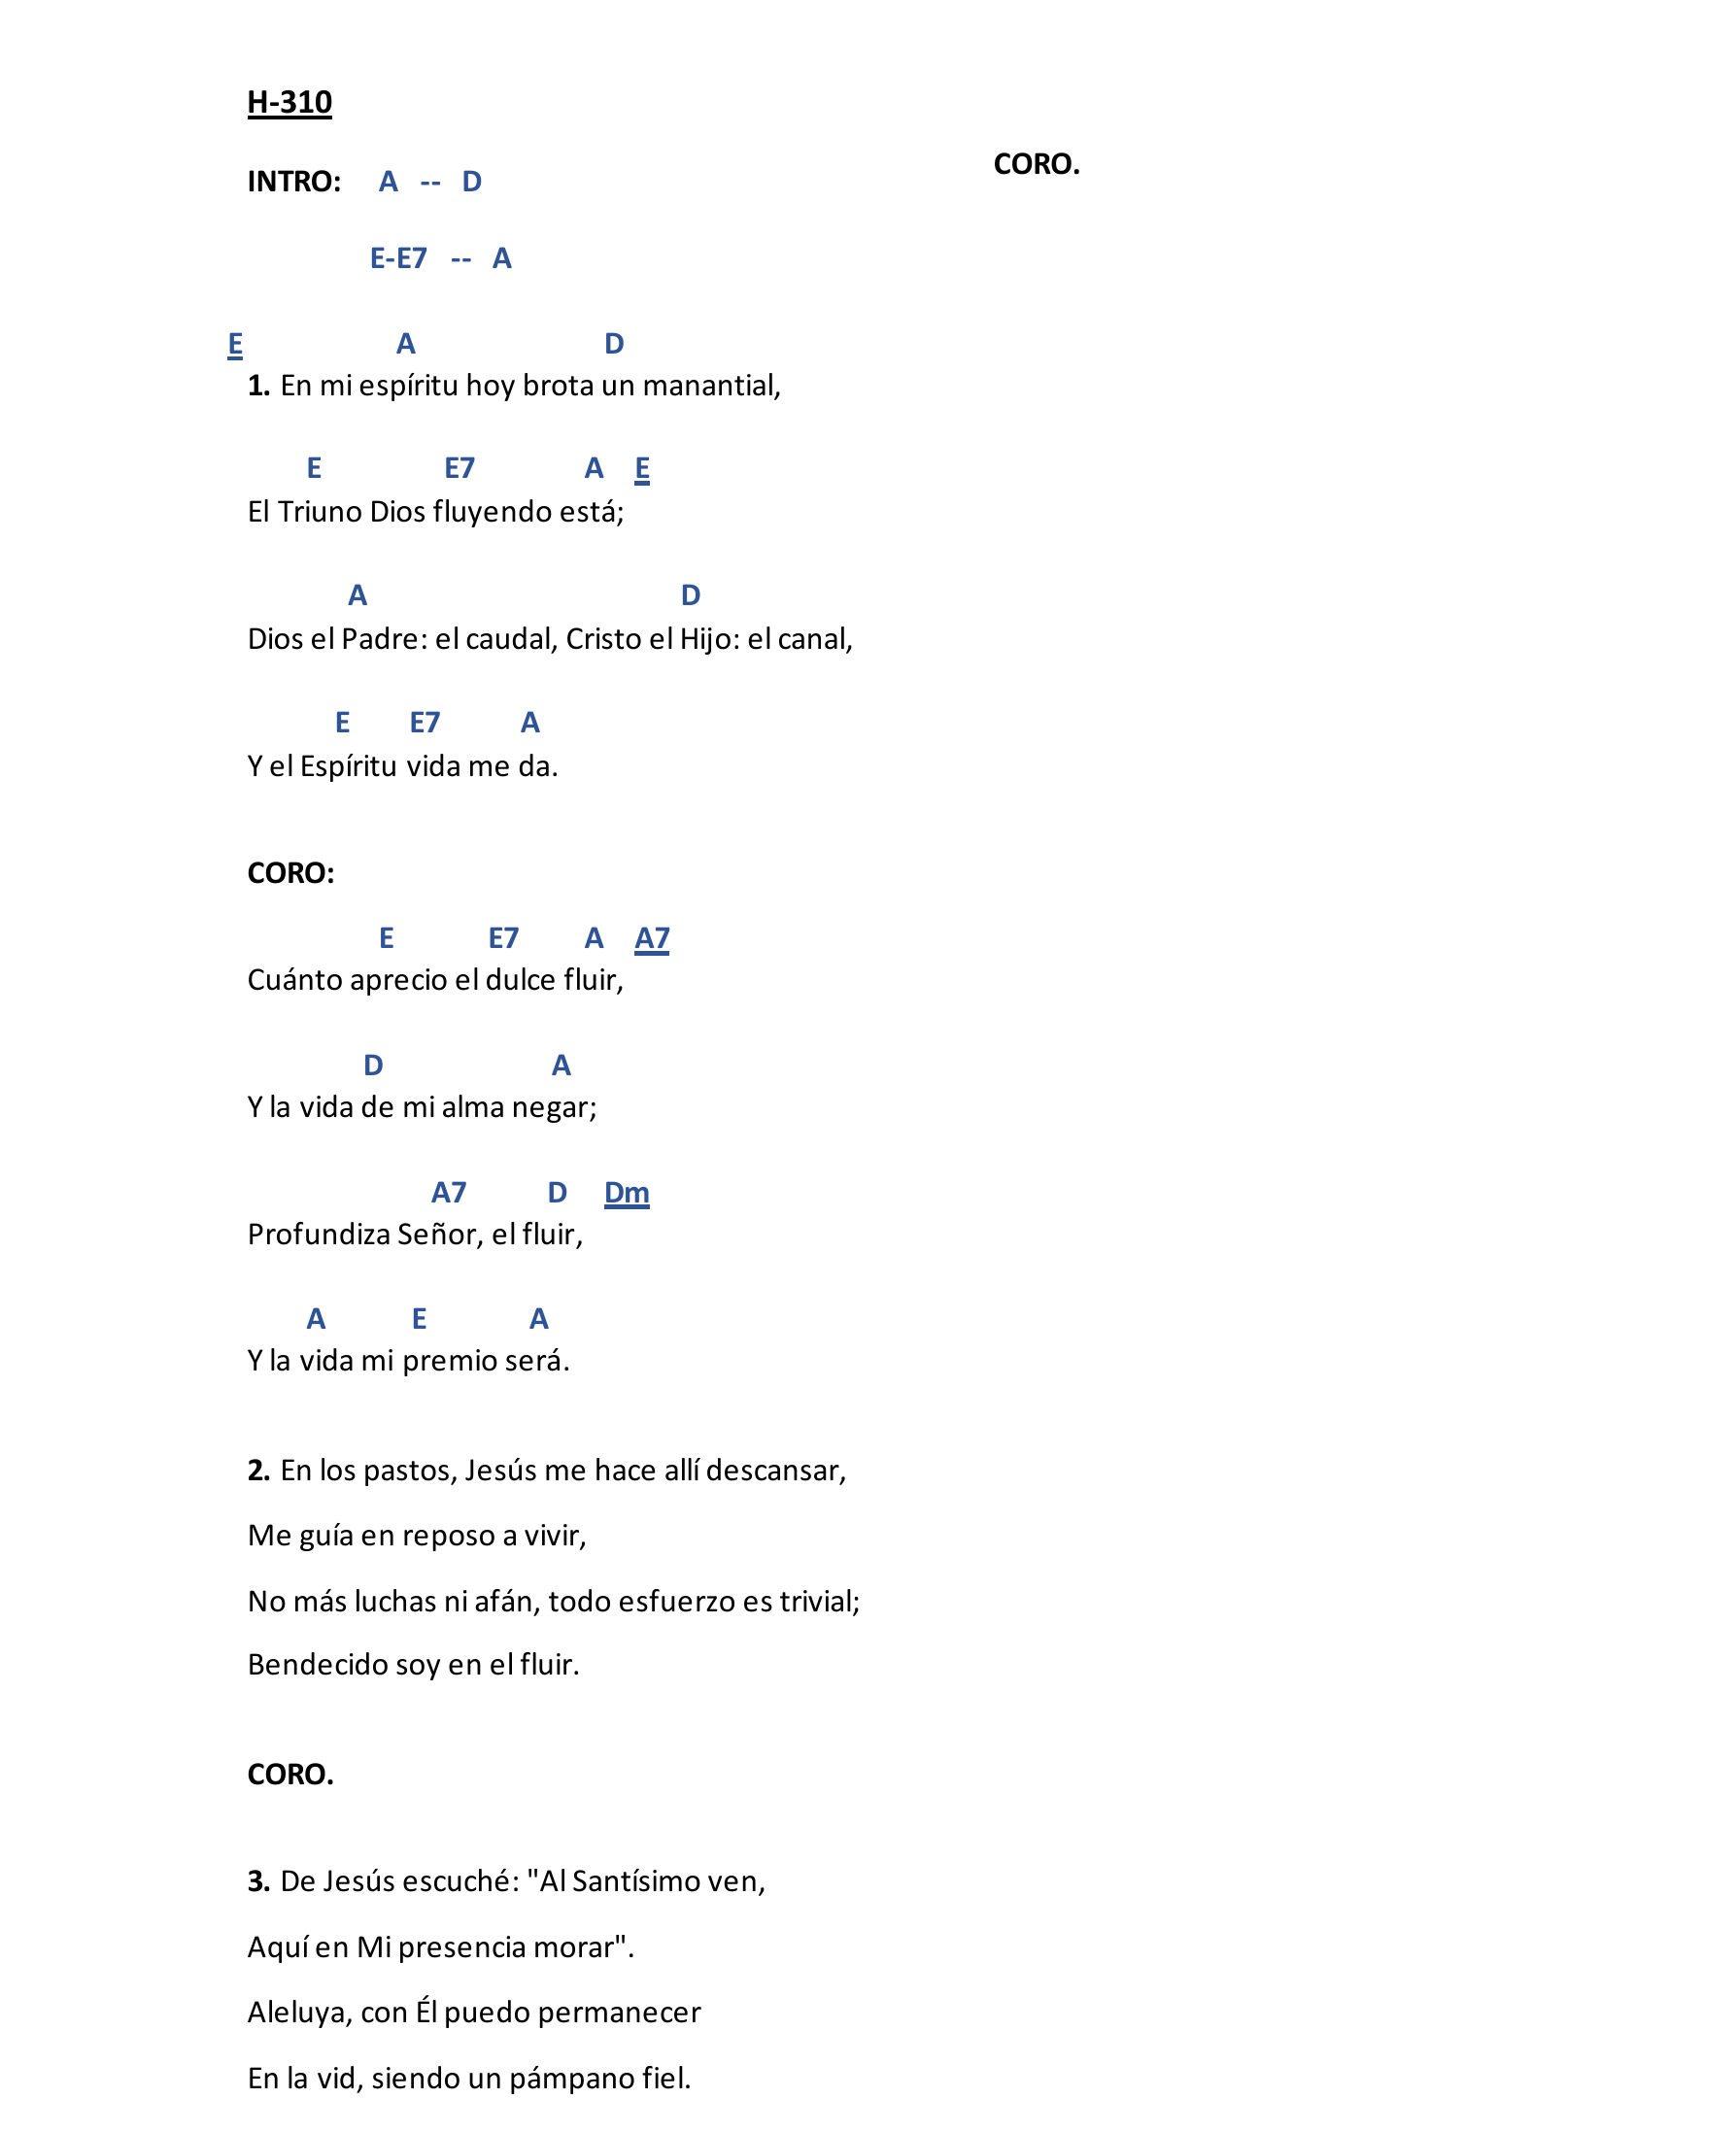 H-310
INTRO: A -- D
E-E7 -- A
E A D
1. En mi espíritu hoy brota un manantial,
E E7 A E
El Triuno Dios fluyendo está;
A D
Dios el Padre: el caudal, Cristo el Hijo: el canal,
E E7 A
Y el Espíritu vida me da.
CORO:
E E7 A A7
Cuánto aprecio el dulce fluir,
D A
Y la vida de mi alma negar;
A7 D Dm
Profundiza Señor, el fluir,
A E A
Y la vida mi premio será.
2. En los pastos, Jesús me hace allí descansar,
Me guía en reposo a vivir,
No más luchas ni afán, todo esfuerzo es trivial;
Bendecido soy en el fluir.
CORO.
3. De Jesús escuché: "Al Santísimo ven,
Aquí en Mi presencia morar".
Aleluya, con Él puedo permanecer
En la vid, siendo un pámpano fiel.
CORO.